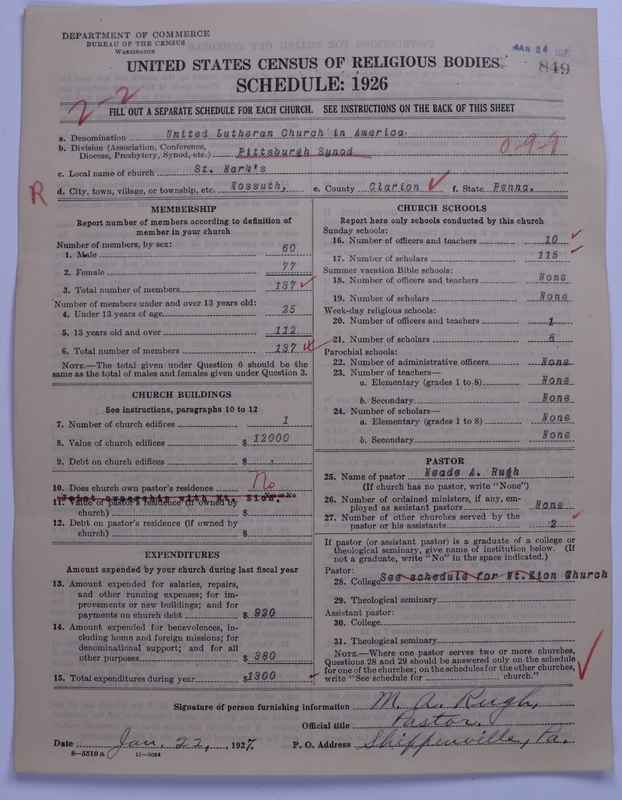 DEPARTMENT OF COMMERCE
BUREAU OF THE CENSUS
WASHINGTON
JAN 24
849
UNITED STATES CENSUS OF RELIGIOUS BODIES
SCHEDULE: 1926
2-2
FILL OUT A SEPARATE SCHEDULE FOR EACH CHURCH. SEE INSTRUCTIONS ON THE BACK OF THIS SHEET
a. Denomination United Lutheran Church in America
b. Division (Association, Conference, Diocese, Presbytery, Synod, etc.) Pittsburgh Synod
0-9-9
c. Local name of church St. Mark's
R
d. City, town, village, or township, etc. Kossuth, e. County Clarion f. State Penna.
MEMBERSHIP
Report number of members according to definition of
member in your church
Number of members, by sex:
1. Male 60
2. Female 77
3. Total number of members 137
Number of members under and over 13 years old:
4. Under 13 years of age 25
5. 13 years old and over 112
6. Total number of members 137
NOTE.—The total given under Question 6 should be
same as the total of males and females given under Question 3.
CHURCH BUILDINGS
See instructions, paragraphs 10 to 12
7. Number of church edifices 1
8. Value of church edifices $ 12000
9. Debt on church edifices $
10. Does church own pastor's residence No
Yes or No
Joint ownership with Mt. Zion
11. Value of pastor's residence (if owned by
church) $
12. Debt on pastor's residence (if owned by
church) $
EXPENDITURES
Amount expended by your church during last fiscal year
13. Amount expended for salaries, repairs,
and other running expenses; for im-
provements or new buildings; and for
payments on church debt $ 920
14. Amount expended for benevolences, in-
cluding home and foreign missions; for
denominational support; and for all
other purposes $ 380
15. Total expenditures during year $1300
CHURCH SCHOOLS
Report here only schools conducted by this church
Sunday schools:
16. Number of officers and teachers 10
17. Number of scholars 115
Summer vacation Bible schools:
18. Number of officers and teachers None
19. Number of scholars None
Week-day religious schools:
20. Number of officers and teachers 1
21. Number of scholars 8
Parochial schools:
22. Number of administrative officers None
23. Number of teachers—
a. Elementary (grades 1 to 8) None
b. Secondary None
24. Number of scholars—
a. Elementary (grades 1 to 8) None
b. Secondary None
PASTOR
25. Name of pastor Meade A. Rugh
(If church has no pastor, write "None")
26. Number of ordained ministers, if any, em-
ployed as assistant pastors None
27. Number of other churches served by the
pastor or his assistants 2
If pastor (or assistant pastor) is a graduate of a college or
theological seminary, give name of institution below. (If
not a graduate, write "No" in the space indicated.)
Pastor:
28. College See schedule for Mt. Zion Church
29. Theological seminary
Assistant pastor:
30. College
31. Theological seminary
NOTE.—Where one pastor serves two or more churches,
Questions 28 and 29 should be answered only on the schedule
for one of the churches; on the schedules for the other churches,
write "See schedule for church."
Signature of person furnishing information M. A. Rugh,
Official title Pastor.
Date Jan. 22, , 1927. P. O. Address Shippenville, Pa.
8-5518a 11-9054